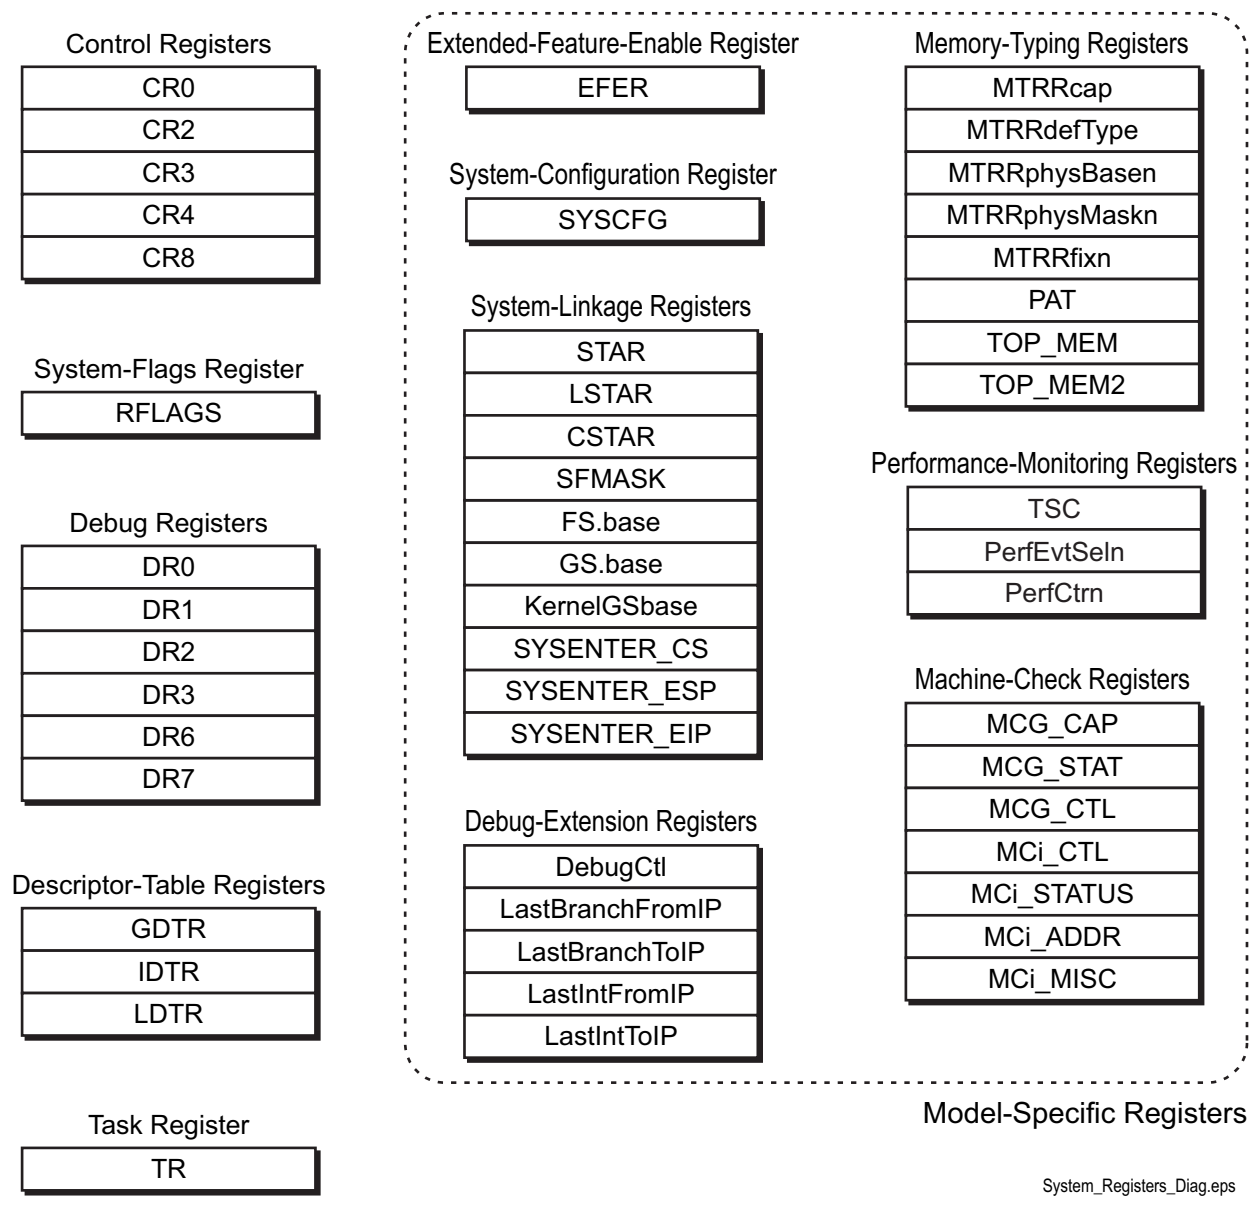 Control Registers
CR0
CR2
CR3
CR4
CR8
System-Flags Register
RFLAGS
Debug Registers
DR0
DR1
DR2
DR3
DR6
DR7
Descriptor-Table Registers
GDTR
IDTR
LDTR
Task Register
TR
Extended-Feature-Enable Register
EFER
System-Configuration Register
SYSCFG
System-Linkage Registers
STAR
LSTAR
CSTAR
SFMASK
FS.base
GS.base
KernelGSbase
SYSENTER_CS
SYSENTER_ESP
SYSENTER_EIP
Debug-Extension Registers
DebugCtl
LastBranchFromIP
LastBranchToIP
LastIntFromIP
LastIntToIP
Memory-Typing Registers
MTRRcap
MTRRdefType
MTRRphysBasen
MTRRphysMaskn
MTRRfixn
PAT
TOP_MEM
TOP_MEM2
Performance-Monitoring Registers
TSC
PerfEvtSeln
PerfCtrn
Machine-Check Registers
MCG_CAP
MCG_STAT
MCG_CTL
MCi_CTL
MCi_STATUS
MCi_ADDR
MCi_MISC
Model-Specific Registers
System_Registers_Diag.eps